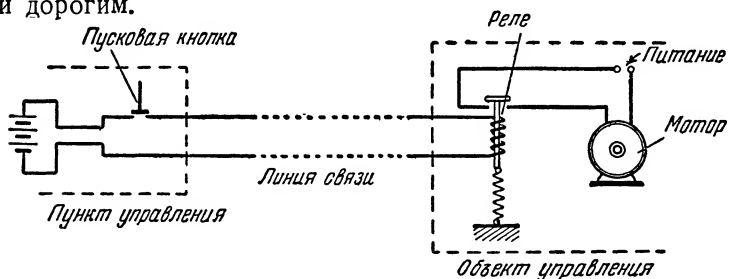 и дорогим.
Пусковая кнопка
Реле
Питание
Мотор
Линия связи
Пункт управления
Объект управления